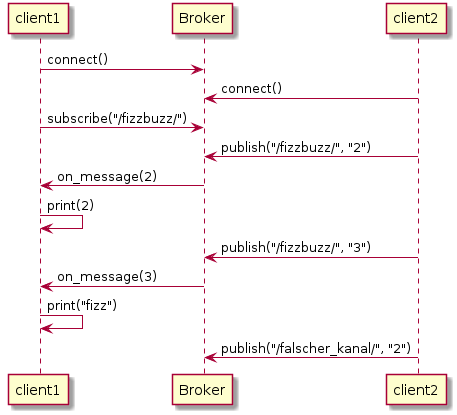 client1 Broker client2
connect()
connect()
subscribe("/fizzbuzz/")
publish("/fizzbuzz/", "2")
on_message(2)
print(2)
publish("/fizzbuzz/", "3")
on_message(3)
print("fizz")
publish("/falscher_kanal/", "2")
client1 Broker client2